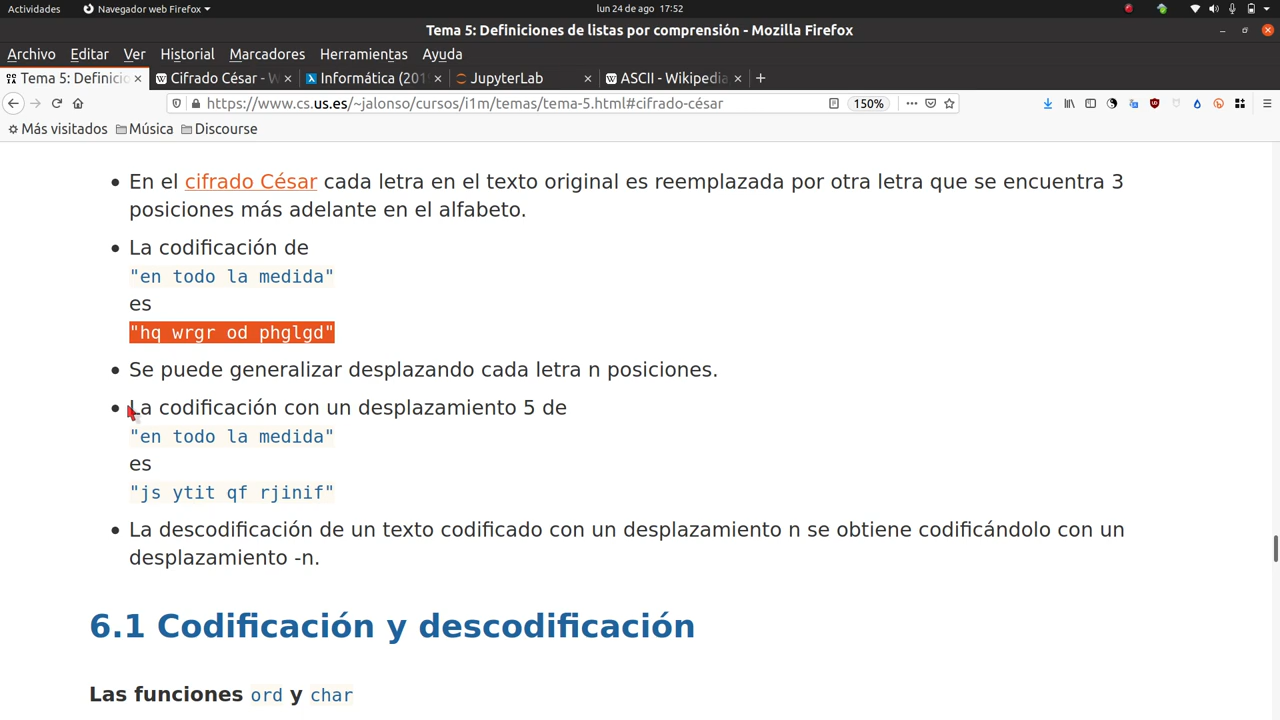 Actividades Navegador web Firefox lun 24 de ago 17:52
Tema 5: Definiciones de listas por comprensión - Mozilla Firefox
Archivo Editar Ver Historial Marcadores Herramientas Ayuda
Tema 5: Definicio Cifrado César - W Informática (201 JupyterLab ASCII - Wikipedia
https://www.cs.us.es/~jalonso/cursos/i1m/temas/tema-5.html#cifrado-césar 150%
Más visitados Música Discourse
• En el cifrado César cada letra en el texto original es reemplazada por otra letra que se encuentra 3
posiciones más adelante en el alfabeto.
• La codificación de
"en todo la medida"
es
"hq wrgr od phglgd"
• Se puede generalizar desplazando cada letra n posiciones.
• La codificación con un desplazamiento 5 de
"en todo la medida"
es
"js ytit qf rjinif"
• La descodificación de un texto codificado con un desplazamiento n se obtiene codificándolo con un
desplazamiento -n.
6.1 Codificación y descodificación
Las funciones ord y char